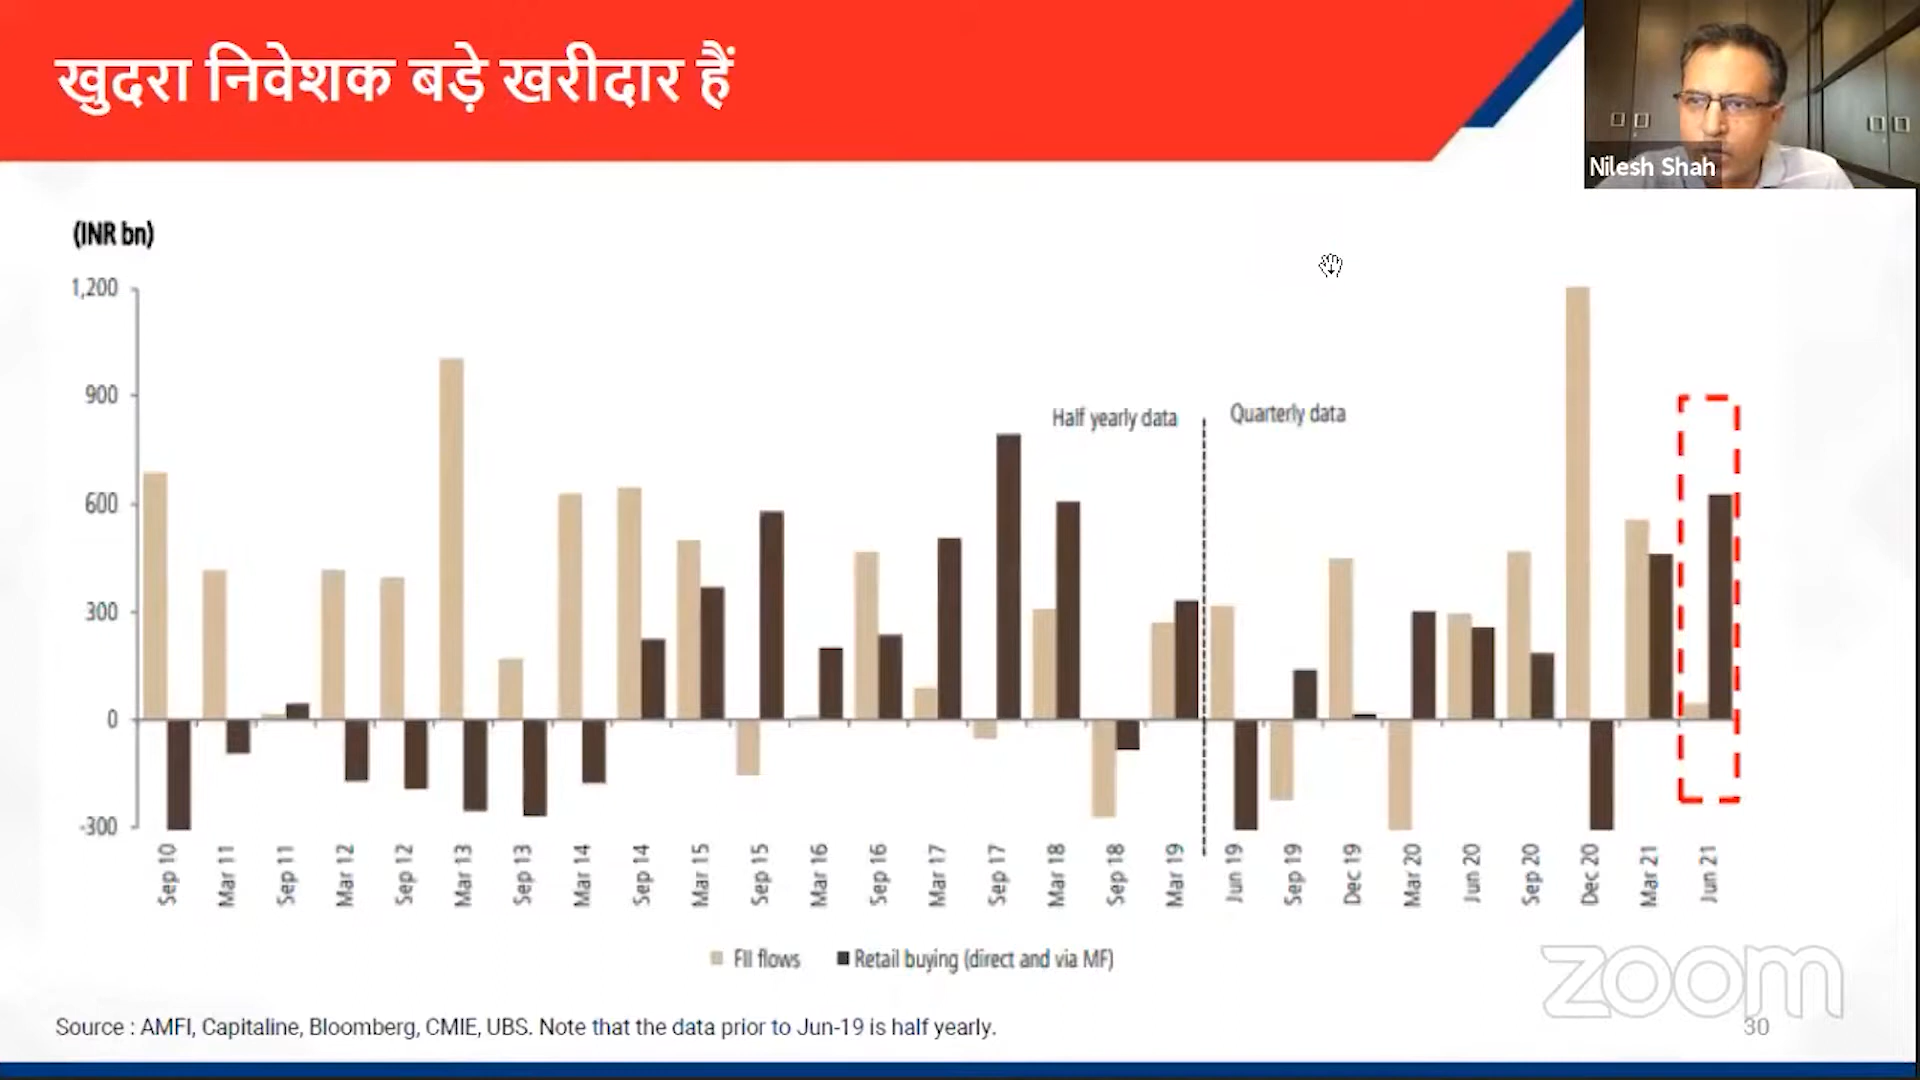 खुदरा निवेशक बड़े खरीदार हैं
Nilesh Shah
(INR bn)
1,200
900
600
300
0
-300
Half yearly data
Quarterly data
Sep 10
Mar 11
Sep 11
Mar 12
Sep 12
Mar 13
Sep 13
Mar 14
Sep 14
Mar 15
Sep 15
Mar 16
Sep 16
Mar 17
Sep 17
Mar 18
Sep 18
Mar 19
Jun 19
Sep 19
Dec 19
Mar 20
Jun 20
Sep 20
Dec 20
Mar 21
Jun 21
FII flows
Retail buying (direct and via MF)
zoom
Source : AMFI, Capitaline, Bloomberg, CMIE, UBS. Note that the data prior to Jun-19 is half yearly.
30